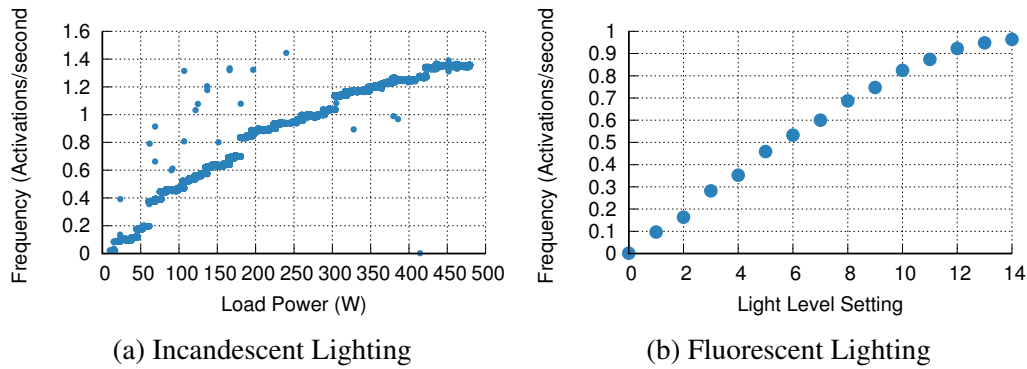 Frequency (Activations/second
1.6
1.4
1.2
1
0.8
0.6
0.4
0.2
0
0 50 100 150 200 250 300 350 400 450 500
Load Power (W)
(a) Incandescent Lighting
Frequency (Activations/second
1
0.9
0.8
0.7
0.6
0.5
0.4
0.3
0.2
0.1
0
0 2 4 6 8 10 12 14
Light Level Setting
(b) Fluorescent Lighting